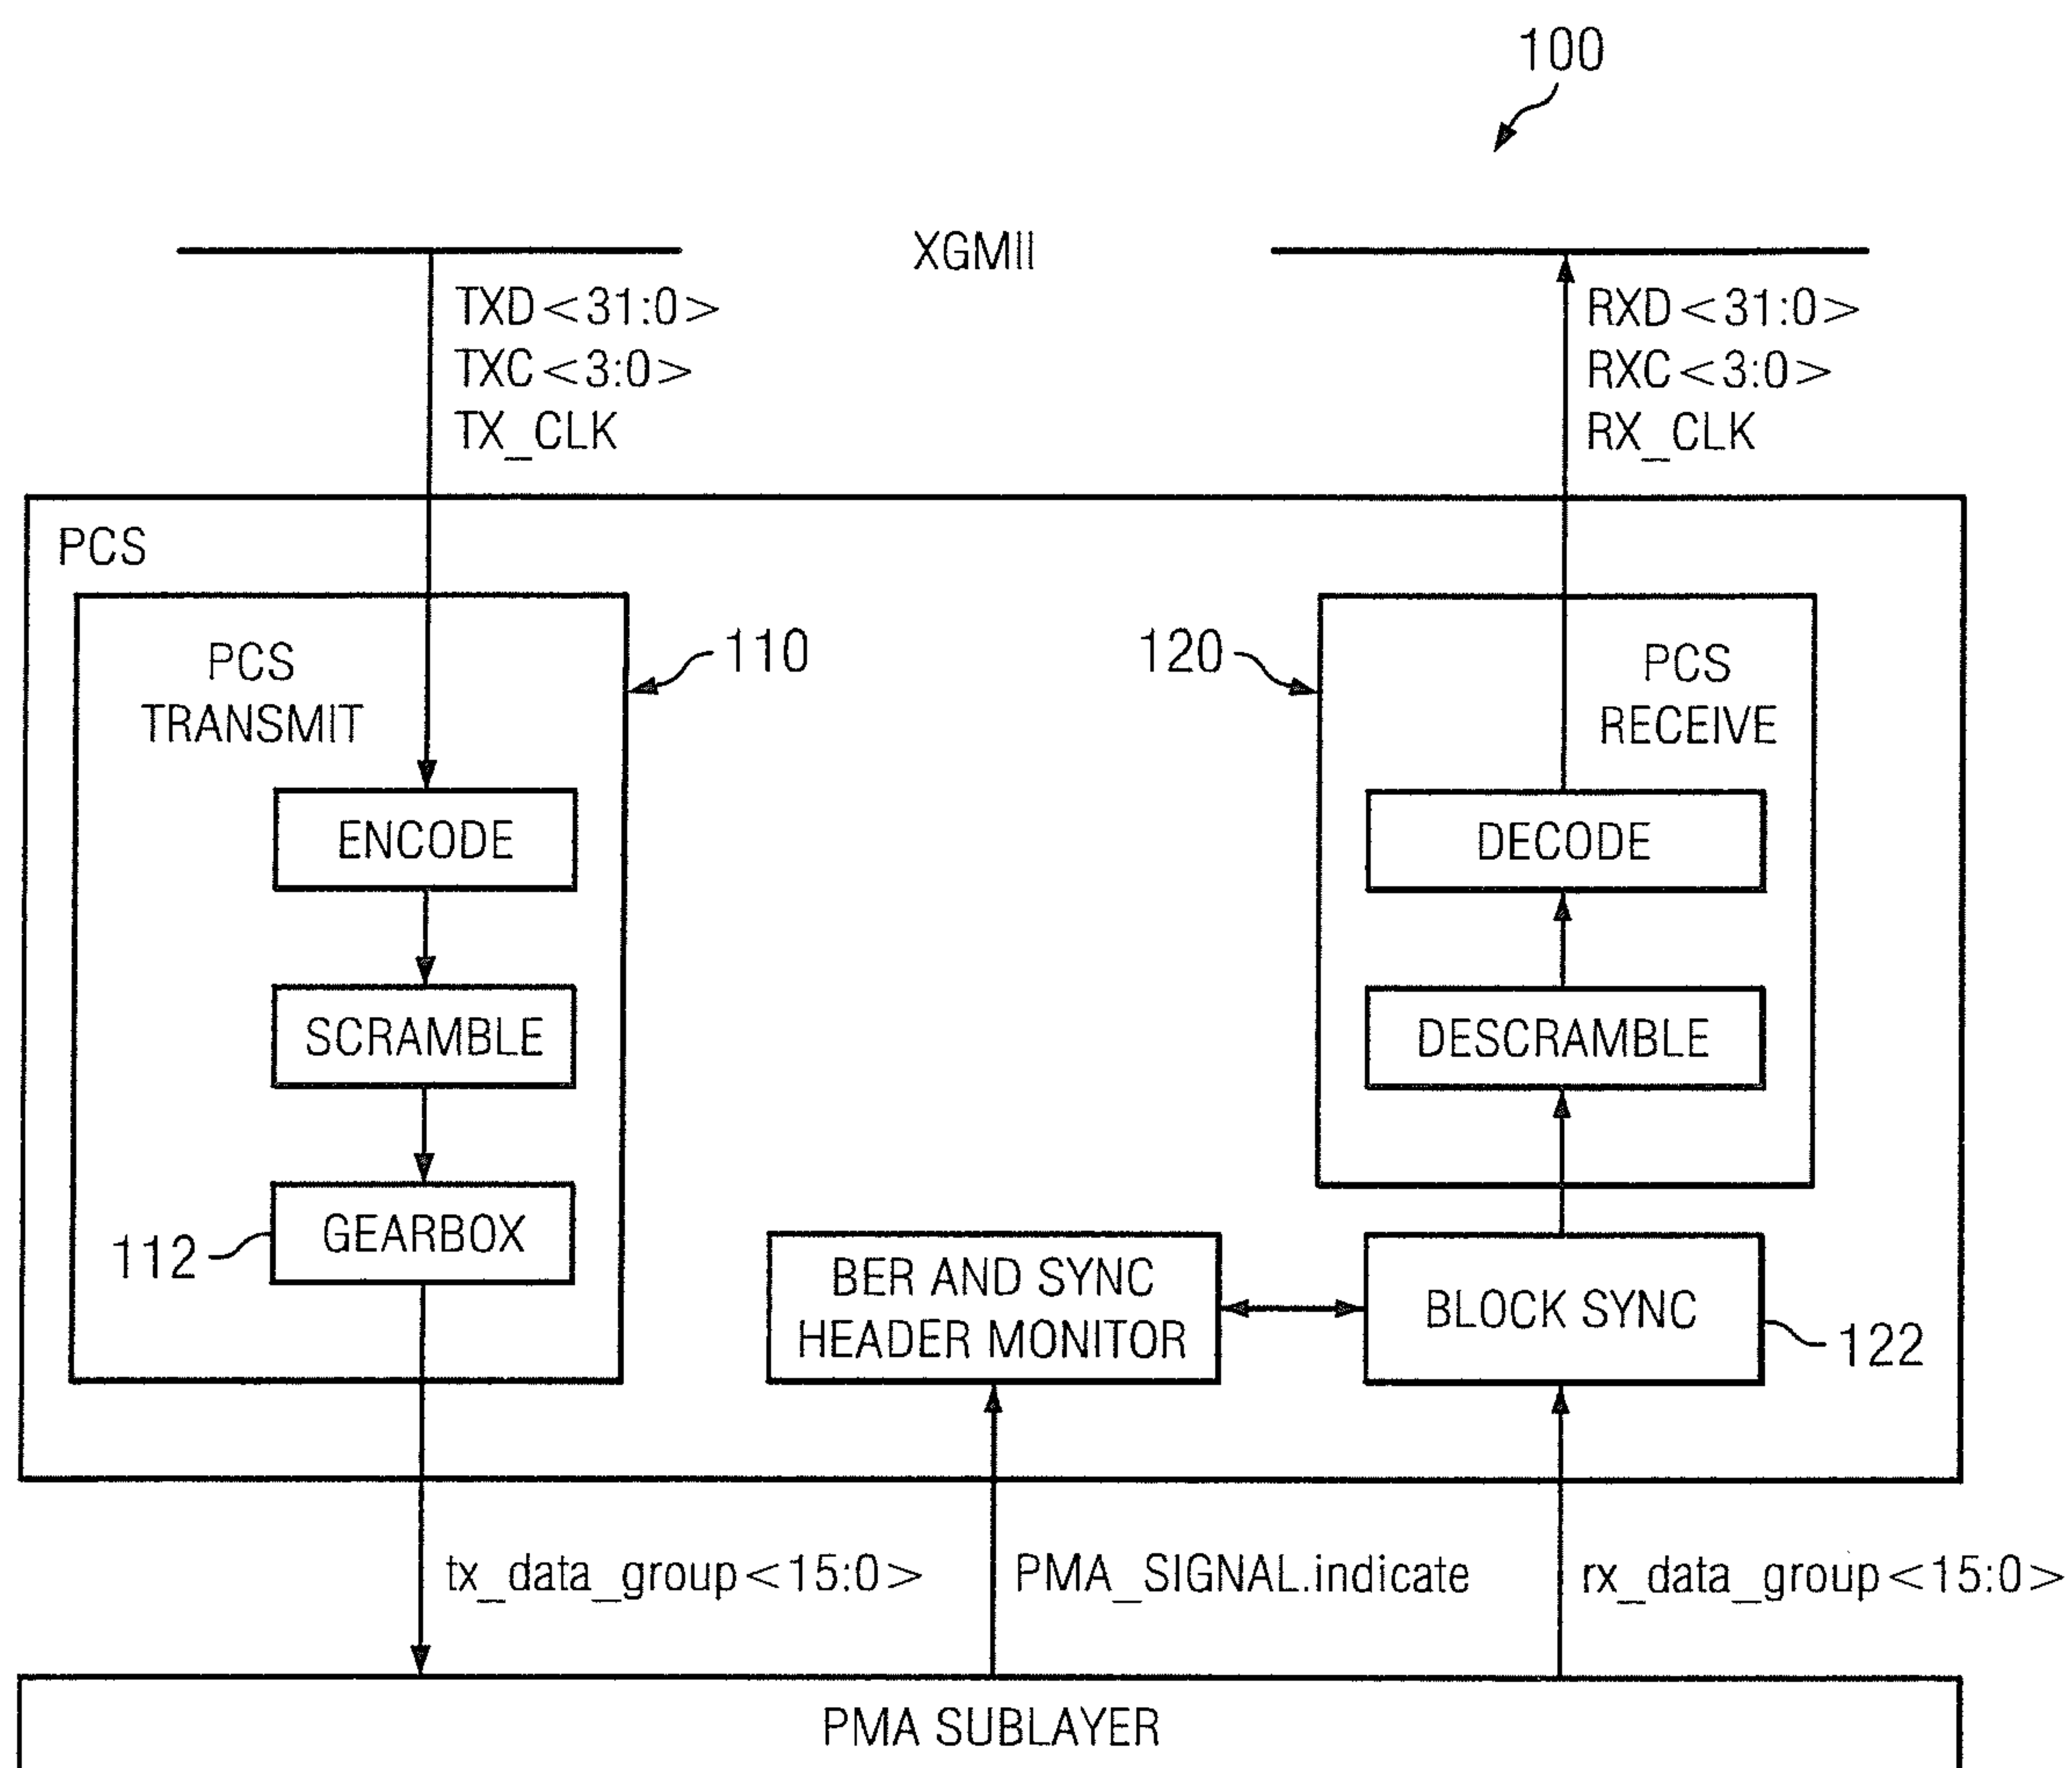 100
XGMII
TXD<31:0>
TXC<3:0>
TX_CLK
RXD<31:0>
RXC<3:0>
RX_CLK
PCS
PCS
TRANSMIT
110
120
PCS
RECEIVE
ENCODE
DECODE
SCRAMBLE
DESCRAMBLE
112
GEARBOX
BER AND SYNC
HEADER MONITOR
BLOCK SYNC
122
tx_data_group<15:0>
PMA_SIGNAL.indicate
rx_data_group<15:0>
PMA SUBLAYER